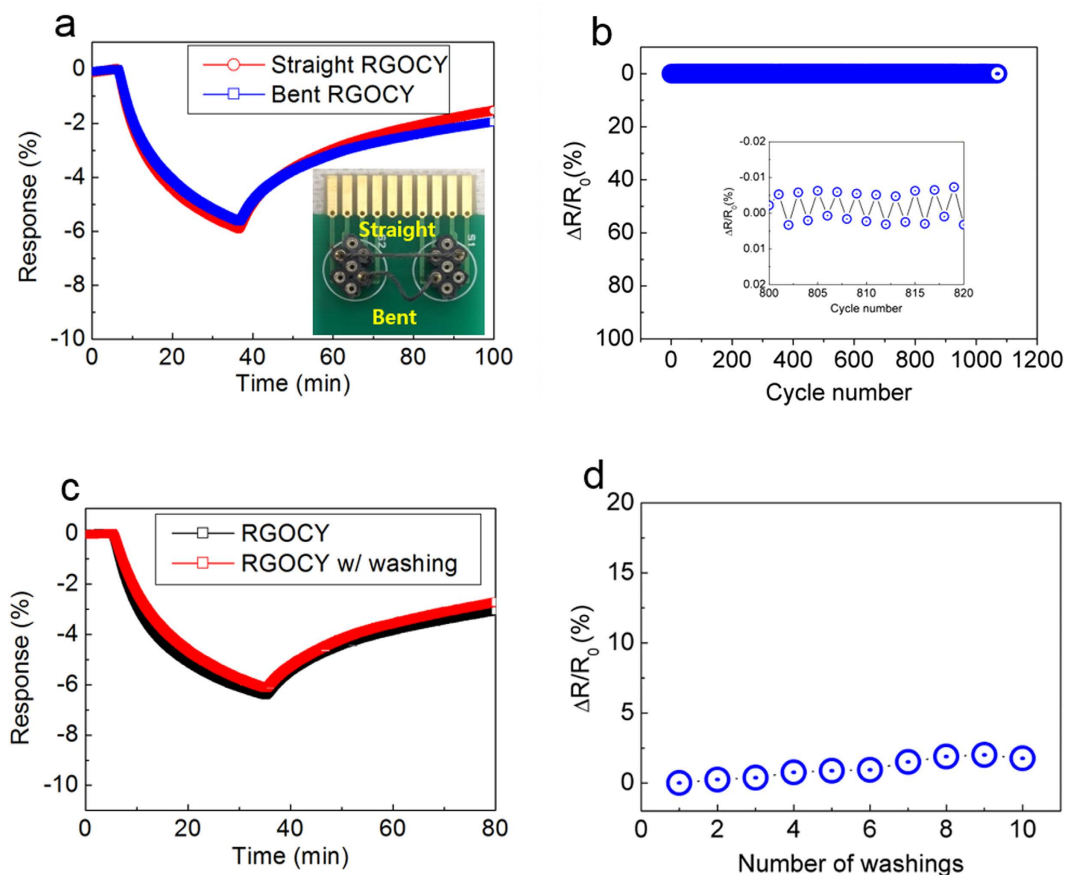 a
Response (%)
0
-2
-4
-6
-8
-10
Straight RGOCY
Bent RGOCY
S2
S1
Straight
Bent
0
20
40
60
80
100
Time (min)
b
ΔR/R0(%)
0
20
40
60
80
100
ΔR/R0(%)
-0.02
-0.01
0.00
0.01
0.02
800
805
810
815
820
Cycle number
0
200
400
600
800
1000
1200
Cycle number
c
Response (%)
0
-2
-4
-6
-8
-10
RGOCY
RGOCY w/ washing
0
20
40
60
80
Time (min)
d
ΔR/R0 (%)
20
15
10
5
0
0
2
4
6
8
10
Number of washings